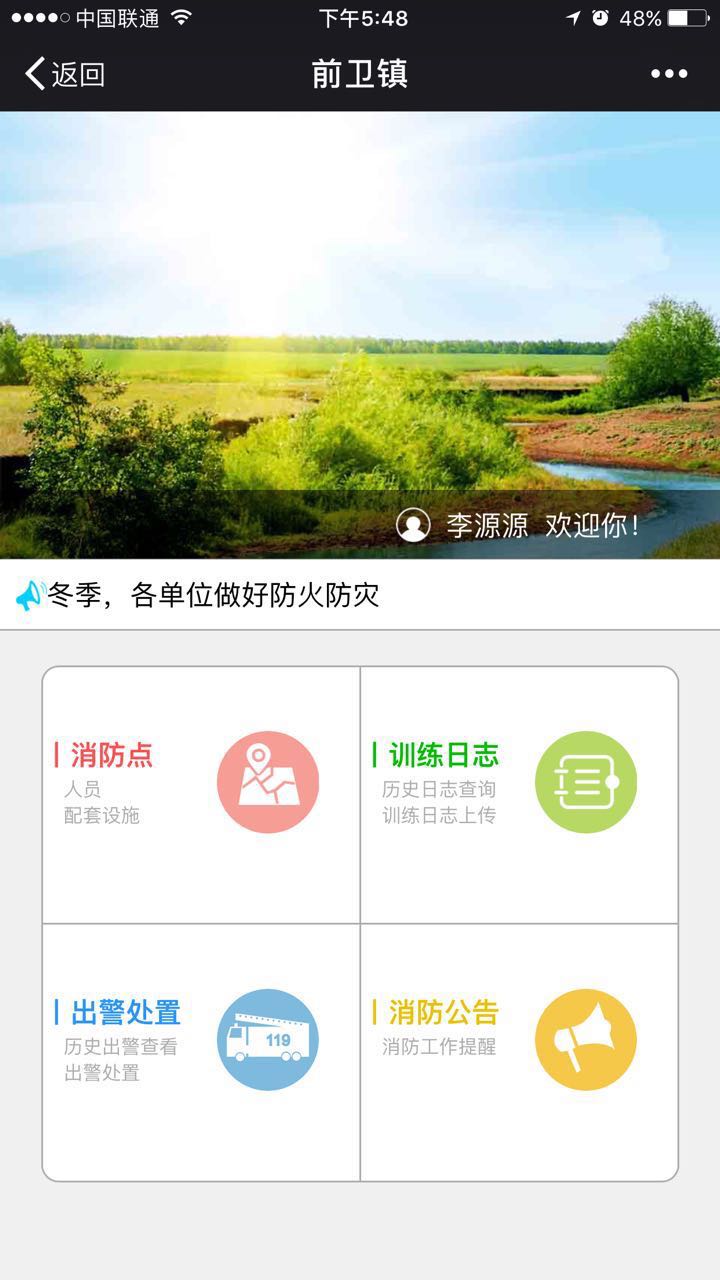 中国联通
下午5:48
48%
返回
前卫镇
李源源 欢迎你!
冬季，各单位做好防火防灾
消防点
人员
配套设施
训练日志
历史日志查询
训练日志上传
出警处置
历史出警查看
出警处置
119
消防公告
消防工作提醒